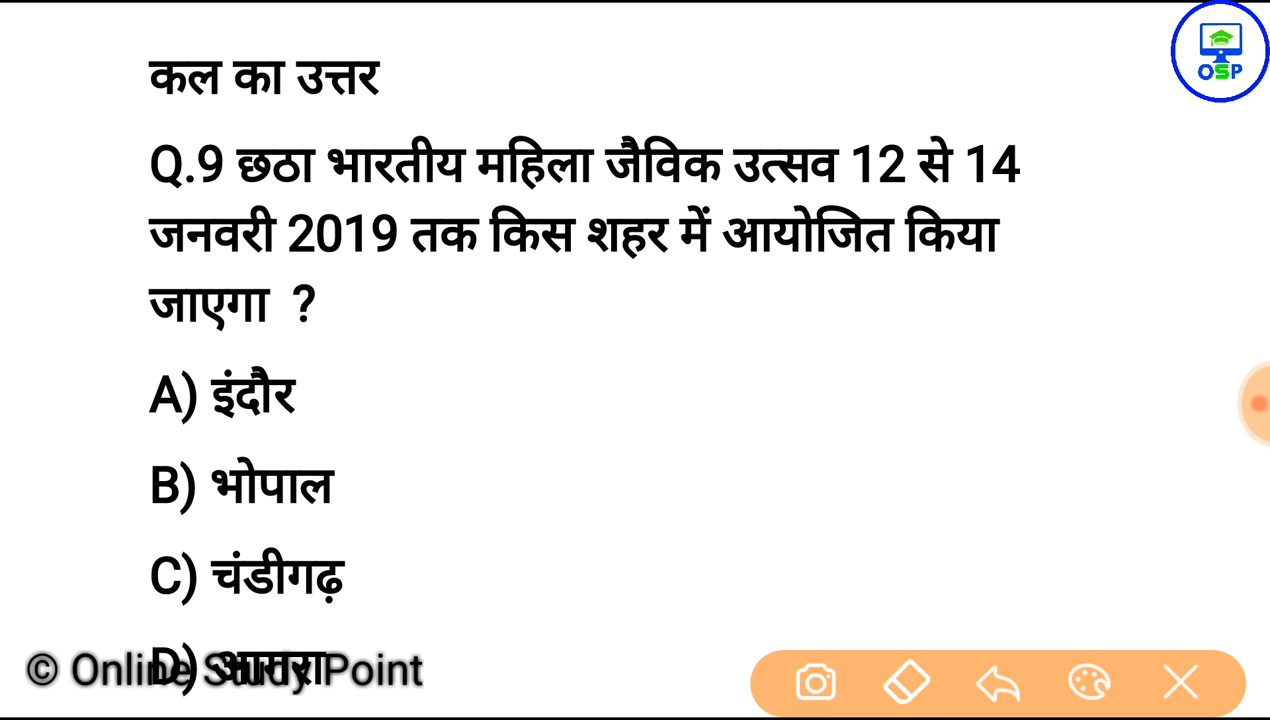 OSP
कल का उत्तर
Q.9 छठा भारतीय महिला जैविक उत्सव 12 से 14
जनवरी 2019 तक किस शहर में आयोजित किया
जाएगा ?
A) इंदौर
B) भोपाल
C) चंडीगढ़
D) आगरा
© Online Study Point